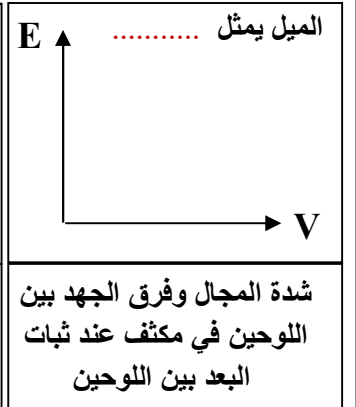 الميل يمثل ...........
E
V
شدة المجال وفرق الجهد بين
اللوحين في مكثف عند ثبات
البعد بين اللوحين